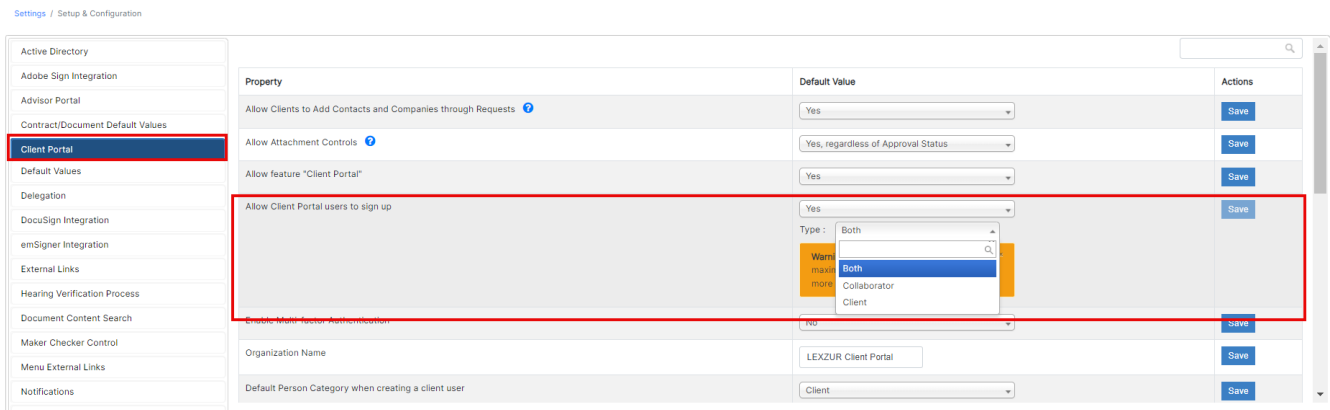 Settings / Setup & Configuration
Active Directory
Adobe Sign Integration
Advisor Portal
Contract/Document Default Values
Client Portal
Default Values
Delegation
DocuSign Integration
emSigner Integration
External Links
Hearing Verification Process
Document Content Search
Maker Checker Control
Menu External Links
Notifications
Property Default Value Actions
Allow Clients to Add Contacts and Companies through Requests ? Yes Save
Allow Attachment Controls ? Yes, regardless of Approval Status Save
Allow feature "Client Portal" Yes Save
Allow Client Portal users to sign up Yes Save
Type : Both
Both
Collaborator
Client
more
Enable Multi-factor Authentication No Save
Organization Name LEXZUR Client Portal Save
Default Person Category when creating a client user Client Save